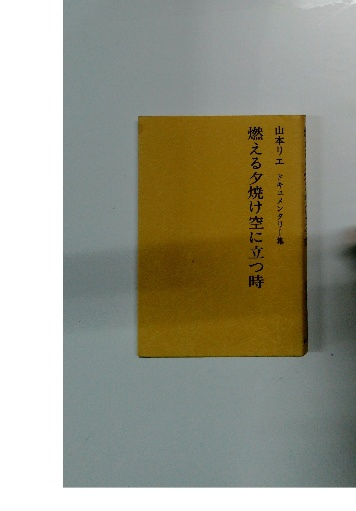 山本リエ ドキュメンタリー集
燃える夕焼け空に立つ時